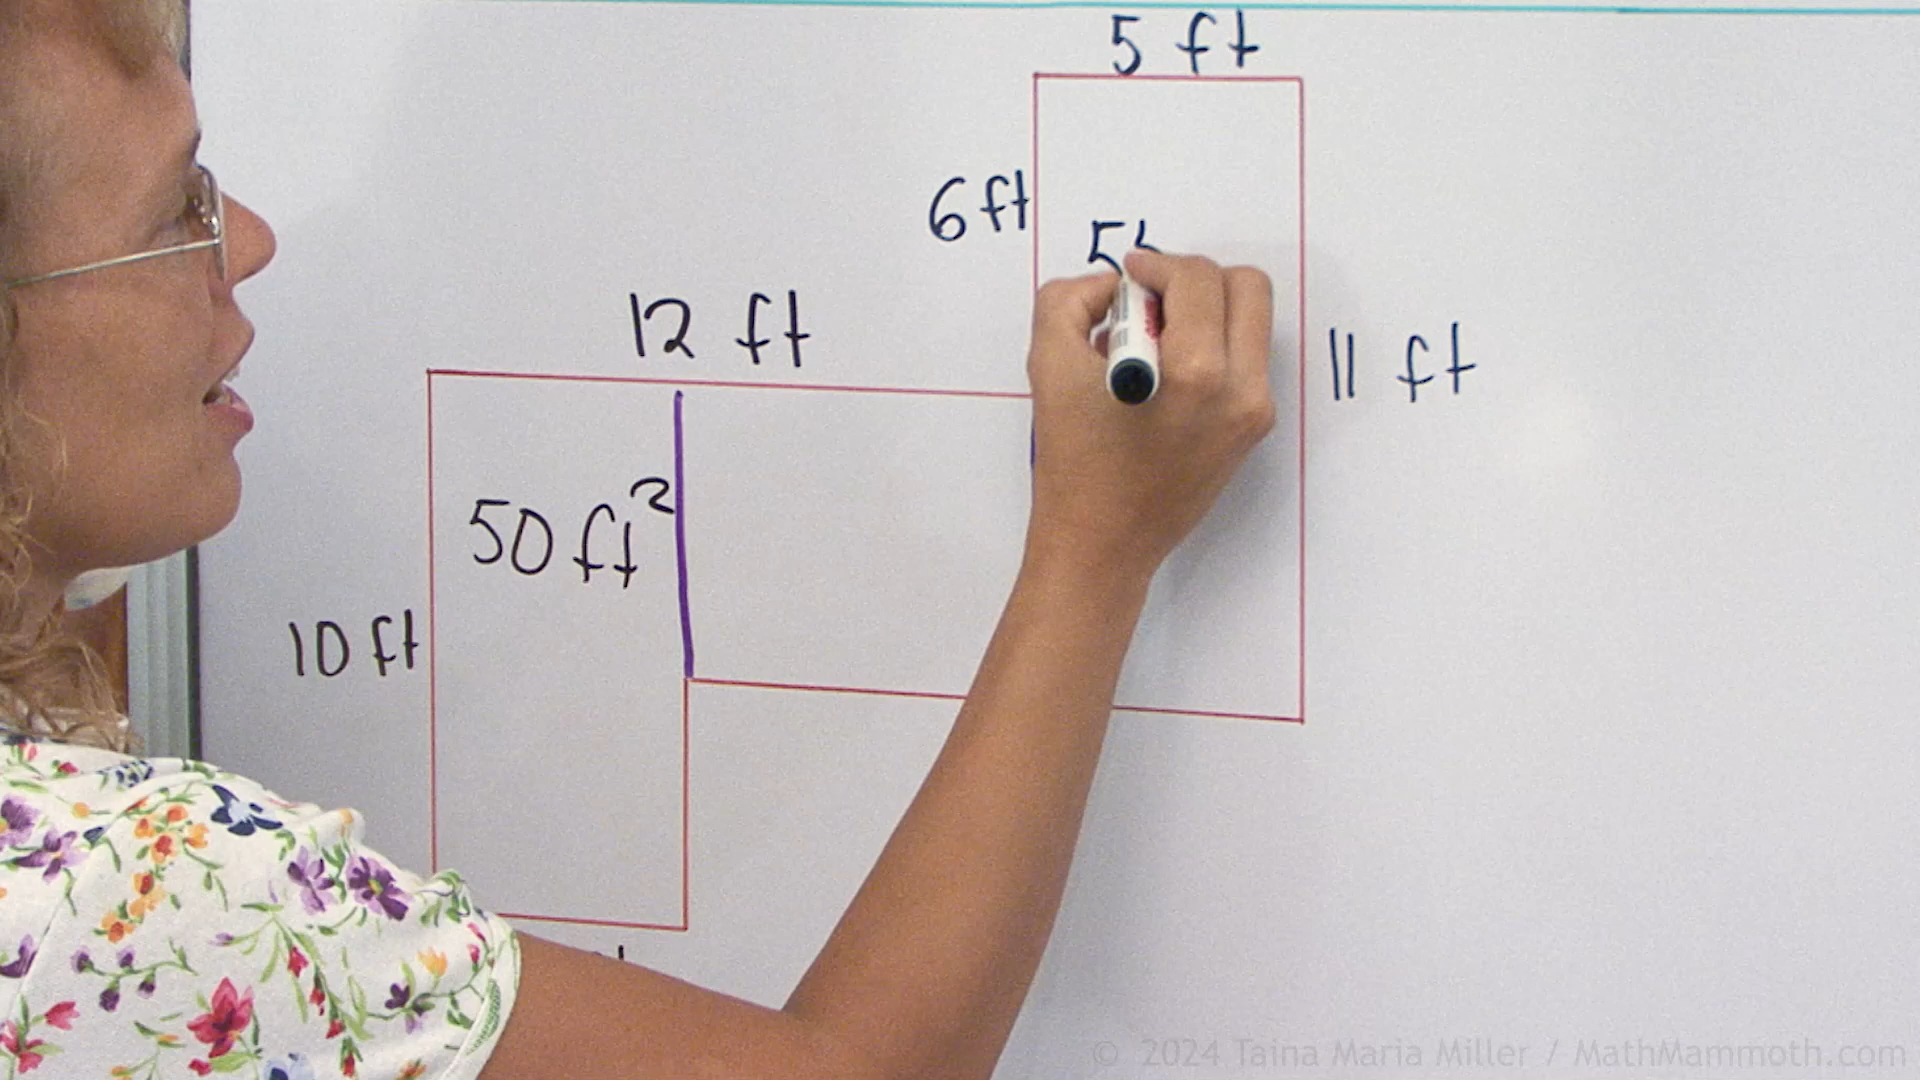 5 ft
6 ft
12 ft
11 ft
50 ft²
10 ft
© 2024 Taina Maria Miller / MathMammoth.com